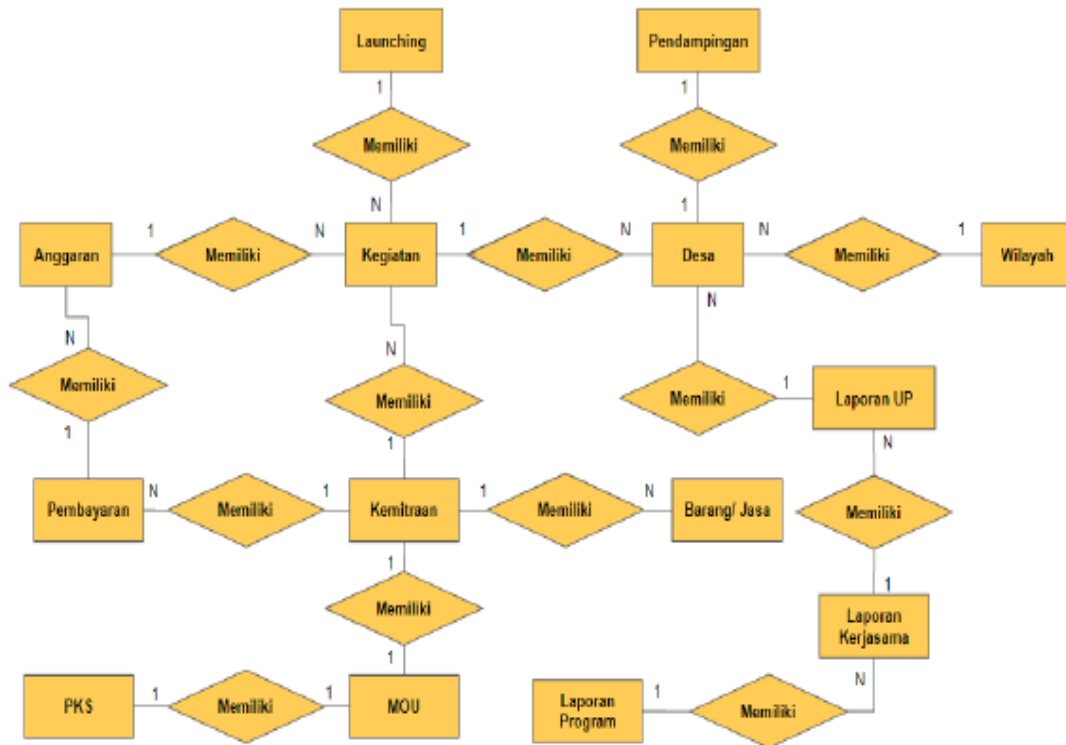 Launching
Pendampingan
1
1
Memiliki
Memiliki
N
1
Anggaran
1
Memiliki
N
Kegiatan
1
Memiliki
N
Desa
N
Memiliki
1
Wilayah
N
N
N
Memiliki
Memiliki
Memiliki
1
Laporan UP
1
1
N
Pembayaran
N
Memiliki
1
Kemitraan
1
Memiliki
N
Barang/ Jasa
Memiliki
1
1
Memiliki
Laporan
Kerjasama
1
N
PKS
1
Memiliki
1
MOU
Laporan
Program
1
Memiliki